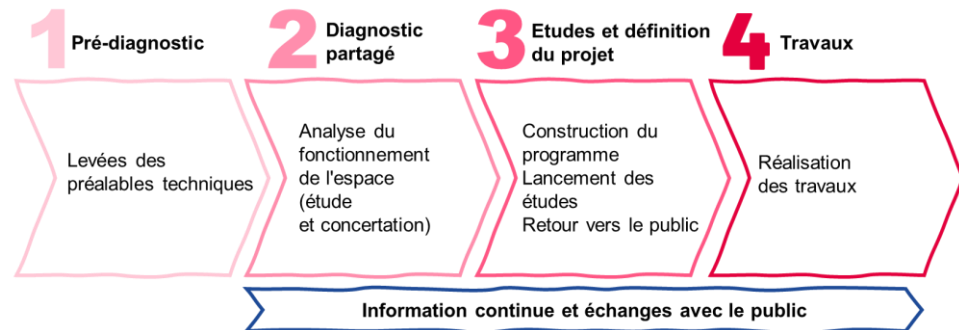 1 Pré-diagnostic
Levées des
préalables techniques
2 Diagnostic
partagé
Analyse du
fonctionnement
de l'espace
(étude
et concertation)
3 Etudes et définition
du projet
Construction du
programme
Lancement des
études
Retour vers le public
4 Travaux
Réalisation
des travaux
Information continue et échanges avec le public